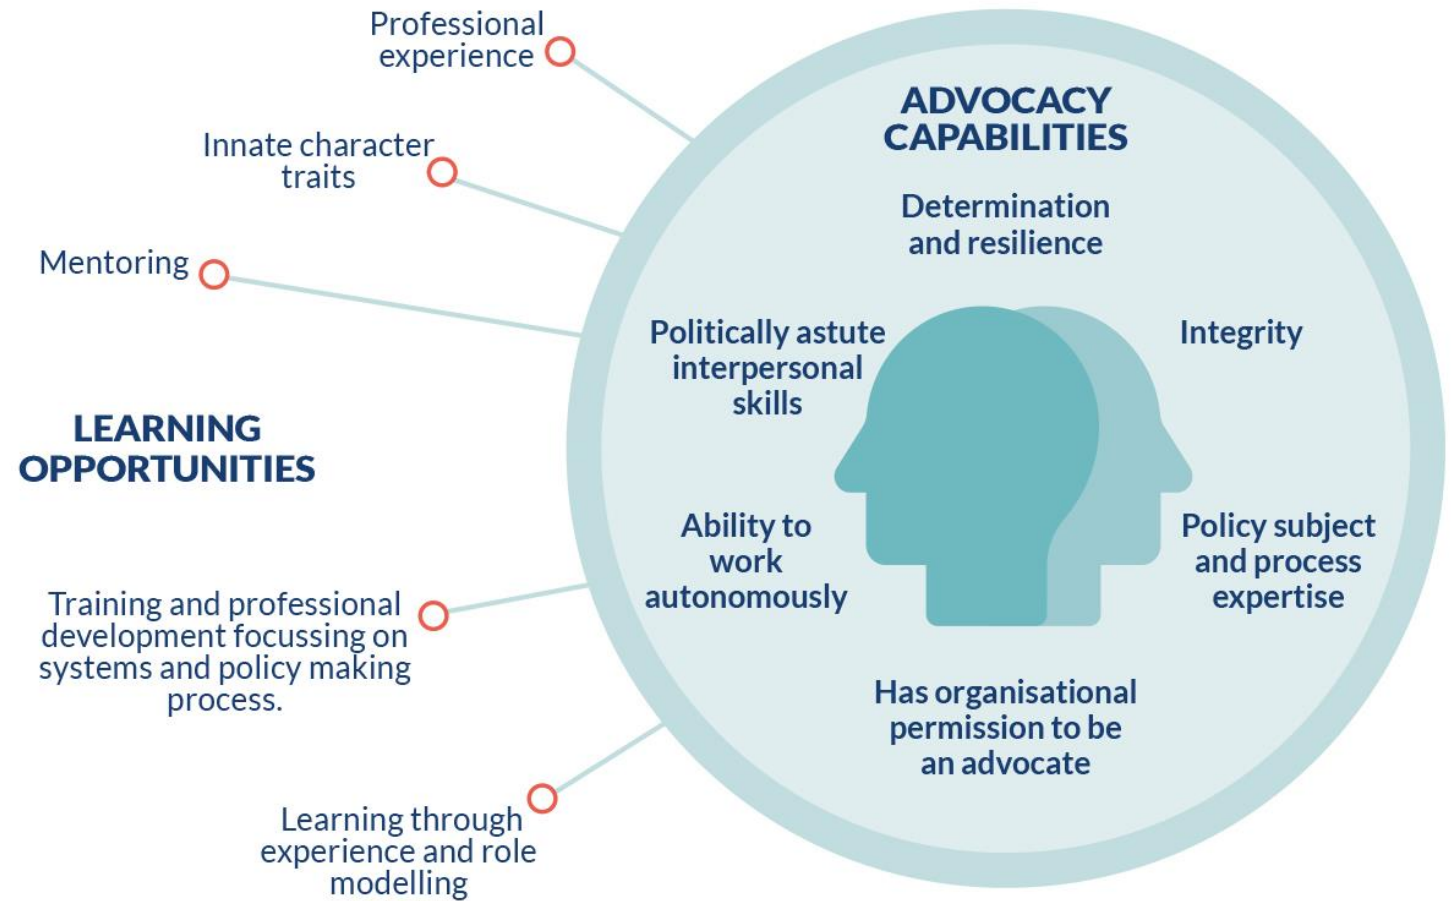 Professional
experience
Innate character
traits
Mentoring
LEARNING
OPPORTUNITIES
Training and professional
development focussing on
systems and policy making
process.
Learning through
experience and role
modelling
ADVOCACY
CAPABILITIES
Determination
and resilience
Politically astute
interpersonal
skills
Integrity
Ability to
work
autonomously
Policy subject
and process
expertise
Has organisational
permission to be
an advocate